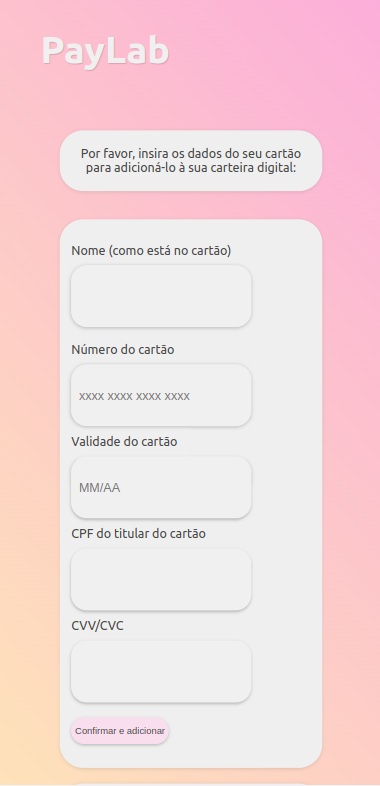 PayLab
Por favor, insira os dados do seu cartão
para adicioná-lo à sua carteira digital:
Nome (como está no cartão)
Número do cartão
xxxx xxxx xxxx xxxx
Validade do cartão
MM/AA
CPF do titular do cartão
CVV/CVC
Confirmar e adicionar